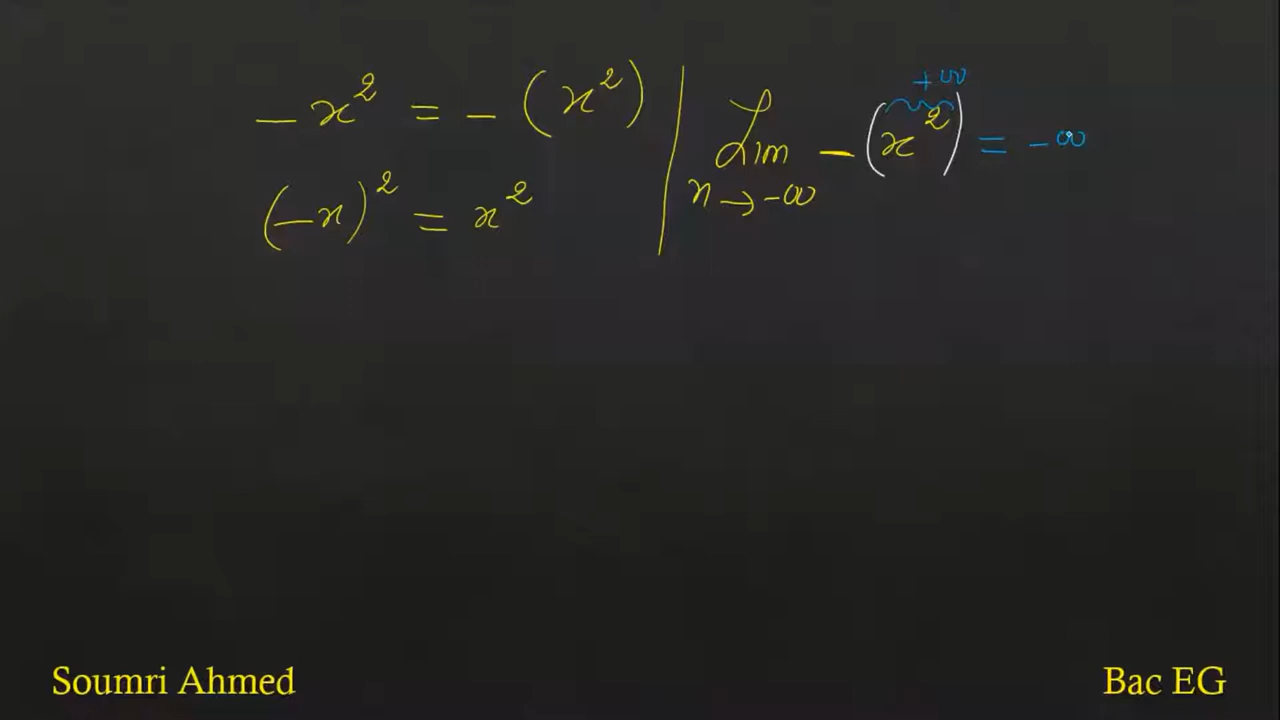 -x² = -(x²)
(-x)² = x²
+∞
Lim -(x²) = -∞
x→-∞
Soumri Ahmed
Bac EG